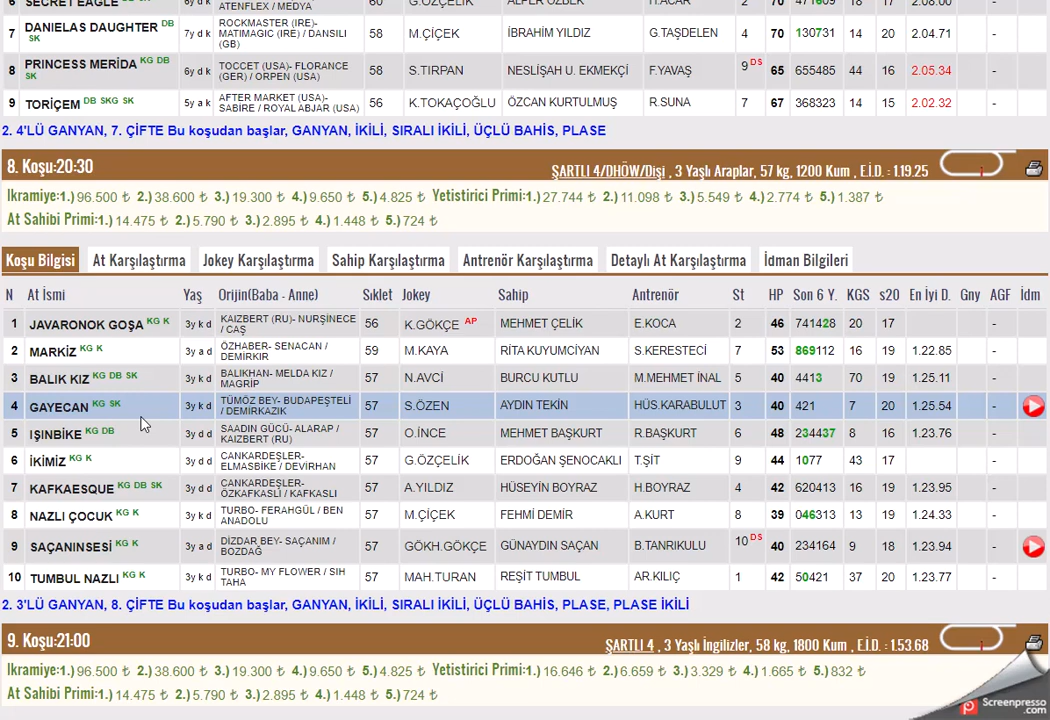 6 SECRET EAGLE DB 6y d k ATENFLEX / MEDYA 60 G.ÖZÇELİK ALPER ÖZBEK H.ACAR 2 70 471609 18 17 2.08.00 -
7 DANIELAS DAUGHTER DB SK 7y d k ROCKMASTER (IRE)- MATIMAGIC (IRE) / DANSILI (GB) 58 M.ÇİÇEK İBRAHİM YILDIZ G.TAŞDELEN 4 70 130731 14 20 2.04.71 -
8 PRINCESS MERİDA KG DB SK 6y d k TOCCET (USA)- FLORANCE (GER) / ORPEN (USA) 58 S.TIRPAN NESLİŞAH U. EKMEKÇİ F.YAVAŞ 9 DS 65 655485 44 16 2.05.34 -
9 TORİÇEM DB SKG SK 5y a k AFTER MARKET (USA)- SABIRE / ROYAL ABJAR (USA) 56 K.TOKAÇOĞLU ÖZCAN KURTULMUŞ R.SUNA 7 67 368323 14 15 2.02.32 -
2. 4'LÜ GANYAN, 7. ÇİFTE Bu koşudan başlar, GANYAN, İKİLİ, SIRALI İKİLİ, ÜÇLÜ BAHİS, PLASE
8. Koşu:20:30 ŞARTLI 4/DHÖW/Dişi , 3 Yaşlı Araplar, 57 kg, 1200 Kum , E.İ.D. : 1.19.25
Ikramiye:1.) 96.500 ₺ 2.) 38.600 ₺ 3.) 19.300 ₺ 4.) 9.650 ₺ 5.) 4.825 ₺ Yetistirici Primi:1.) 27.744 ₺ 2.) 11.098 ₺ 3.) 5.549 ₺ 4.) 2.774 ₺ 5.) 1.387 ₺
At Sahibi Primi:1.) 14.475 ₺ 2.) 5.790 ₺ 3.) 2.895 ₺ 4.) 1.448 ₺ 5.) 724 ₺
Koşu Bilgisi At Karşılaştırma Jokey Karşılaştırma Sahip Karşılaştırma Antrenör Karşılaştırma Detaylı At Karşılaştırma İdman Bilgileri
N At İsmi Yaş Orijin(Baba - Anne) Sıklet Jokey Sahip Antrenör St HP Son 6 Y. KGS s20 En İyi D. Gny AGF İdm
1 JAVARONOK GOŞA KG K 3y k d KAIZBERT (RU)- NURŞİNECE / CAŞ 56 K.GÖKÇE AP MEHMET ÇELİK E.KOCA 2 46 741428 20 17 -
2 MARKİZ KG K 3y a d ÖZHABER- SENACAN / DEMİRKIR 59 M.KAYA RİTA KUYUMCİYAN S.KERESTECİ 7 53 869112 16 19 1.22.85 -
3 BALIK KIZ KG DB SK 3y k d BALIKHAN- MELDA KIZ / MAGRİP 57 N.AVCİ BURCU KUTLU M.MEHMET İNAL 5 40 4413 70 19 1.25.11 -
4 GAYECAN KG SK 3y k d TÜMÖZ BEY- BUDAPEŞTELİ / DEMİRKAZIK 57 S.ÖZEN AYDIN TEKİN HÜS.KARABULUT 3 40 421 7 20 1.25.54 -
5 IŞINBİKE KG DB 3y d d SAADIN GÜCÜ- ALARAP / KAIZBERT (RU) 57 O.İNCE MEHMET BAŞKURT R.BAŞKURT 6 48 234437 8 16 1.23.76 -
6 İKİMİZ KG K 3y d d CANKARDEŞLER- ELMASBİKE / DEVİRHAN 57 G.ÖZÇELİK ERDOĞAN ŞENOCAKLI T.ŞİT 9 44 1077 43 17 -
7 KAFKAESQUE KG DB SK 3y d d CANKARDEŞLER- ÖZKAFKASLI / KAFKASLI 57 A.YILDIZ HÜSEYİN BOYRAZ H.BOYRAZ 4 42 620413 16 19 1.23.95 -
8 NAZLI ÇOCUK KG K 3y k d TURBO- FERAHGÜL / BEN ANADOLU 57 M.ÇİÇEK FEHMİ DEMİR A.KURT 8 39 046313 13 19 1.24.33 -
9 SAÇANINSESİ KG K 3y a d DİZDAR BEY- SAÇANIM / BOZDAĞ 57 GÖKH.GÖKÇE GÜNAYDIN SAÇAN B.TANRIKULU 10 DS 40 234164 9 18 1.23.94 -
10 TUMBUL NAZLI KG K 3y k d TURBO- MY FLOWER / SIH TAHA 57 MAH.TURAN REŞİT TUMBUL AR.KILIÇ 1 42 50421 37 20 1.23.77 -
2. 3'LÜ GANYAN, 8. ÇİFTE Bu koşudan başlar, GANYAN, İKİLİ, SIRALI İKİLİ, ÜÇLÜ BAHİS, PLASE, PLASE İKİLİ
9. Koşu:21:00 ŞARTLI 4 , 3 Yaşlı İngilizler, 58 kg, 1800 Kum , E.İ.D. : 1.53.68
Ikramiye:1.) 96.500 ₺ 2.) 38.600 ₺ 3.) 19.300 ₺ 4.) 9.650 ₺ 5.) 4.825 ₺ Yetistirici Primi:1.) 16.646 ₺ 2.) 6.659 ₺ 3.) 3.329 ₺ 4.) 1.665 ₺ 5.) 832 ₺
At Sahibi Primi:1.) 14.475 ₺ 2.) 5.790 ₺ 3.) 2.895 ₺ 4.) 1.448 ₺ 5.) 724 ₺
Screenpresso
.com